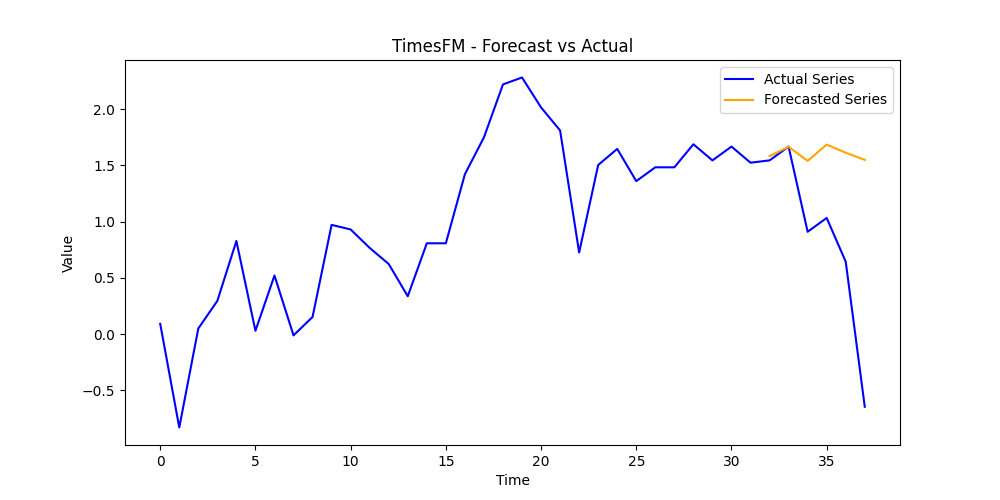 TimesFM - Forecast vs Actual
Actual Series
Forecasted Series
Value
2.0
1.5
1.0
0.5
0.0
−0.5
0 5 10 15 20 25 30 35
Time